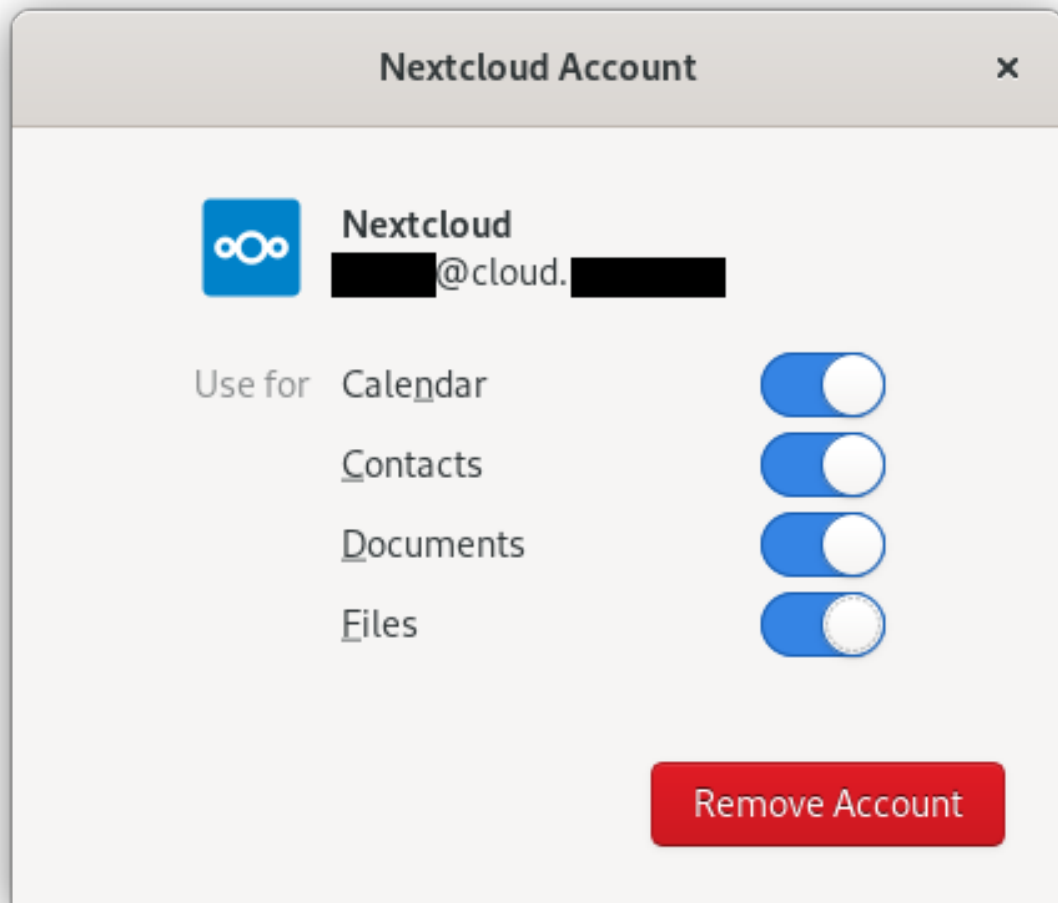 Nextcloud Account
Nextcloud
@cloud.
Use for Calendar
Contacts
Documents
Files
Remove Account